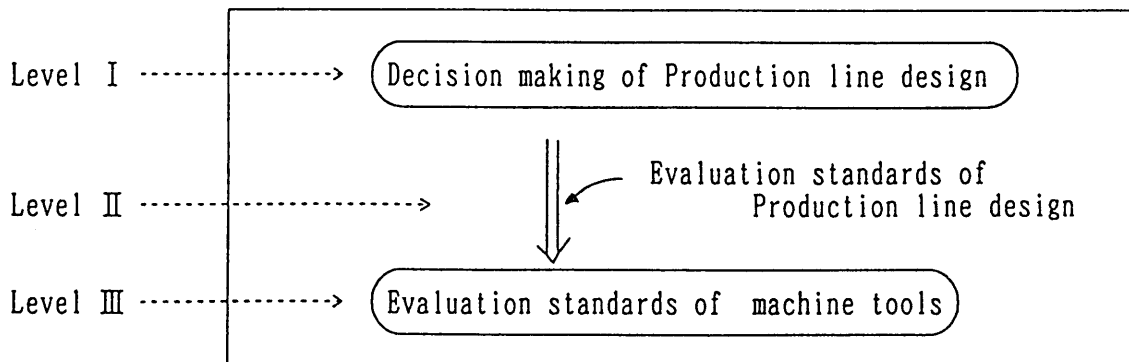 Level Ⅰ
Decision making of Production line design
Level Ⅱ
Evaluation standards of
Production line design
Level Ⅲ
Evaluation standards of machine tools